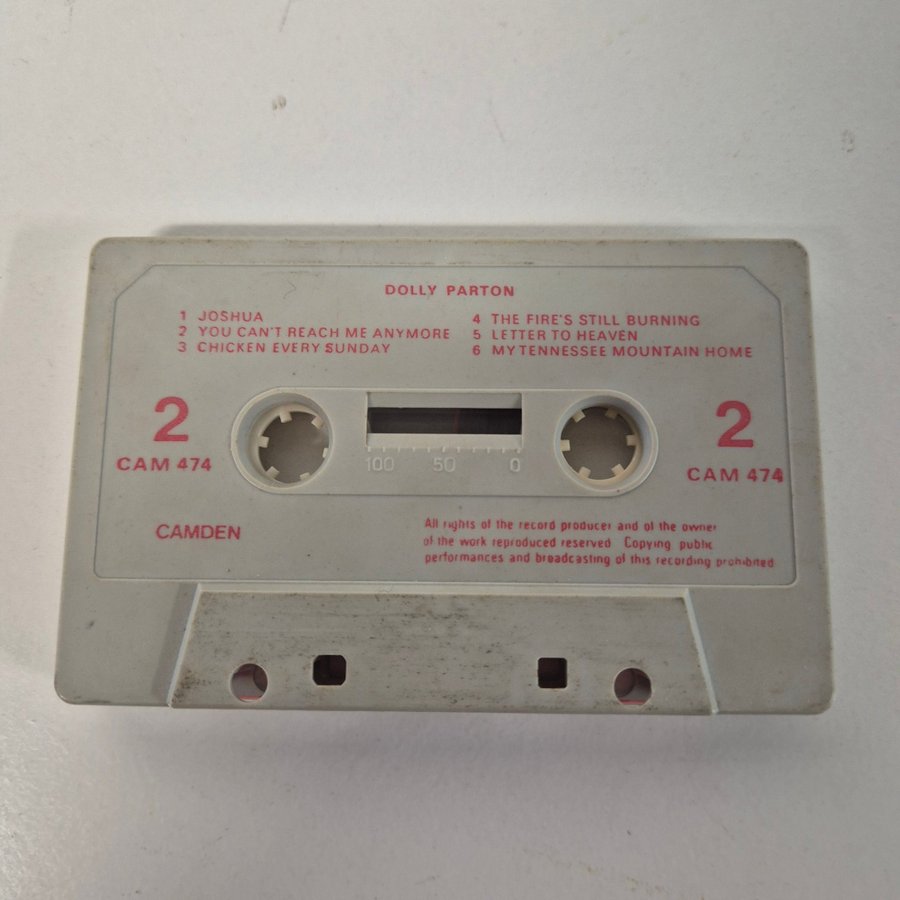 DOLLY PARTON
1 JOSHUA
2 YOU CAN'T REACH ME ANYMORE
3 CHICKEN EVERY SUNDAY
4 THE FIRE'S STILL BURNING
5 LETTER TO HEAVEN
6 MY TENNESSEE MOUNTAIN HOME
2
CAM 474
100 50 0
2
CAM 474
CAMDEN
All rights of the record producer and of the owner
of the work reproduced reserved Copying public
performances and broadcasting of this recording prohibited